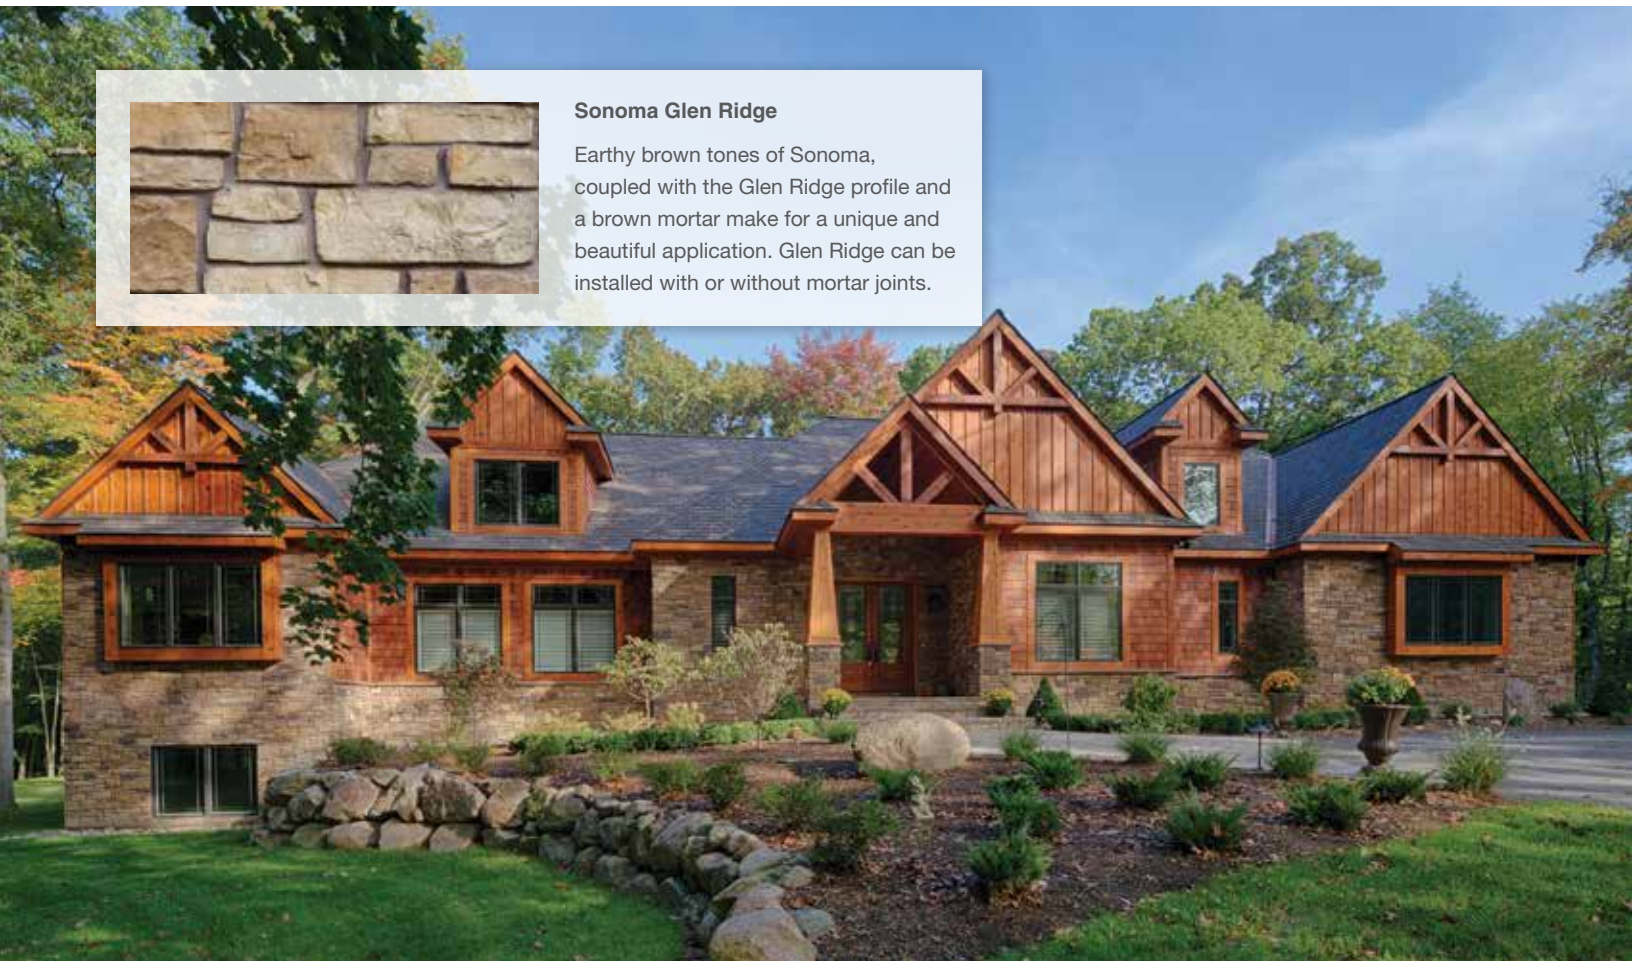 Sonoma Glen Ridge
Earthy brown tones of Sonoma,
coupled with the Glen Ridge profile and
a brown mortar make for a unique and
beautiful application. Glen Ridge can be
installed with or without mortar joints.